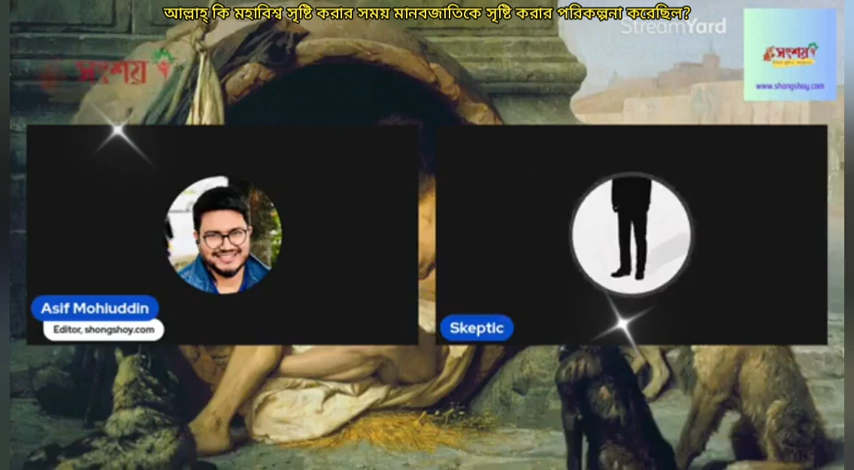 আল্লাহ্ কি মহাবিশ্ব সৃষ্টি করার সময় মানবজাতিকে সৃষ্টি করার পরিকল্পনা করেছিল?
StreamYard
সংশয়
সংশয়
www.shongshoy.com
Asif Mohiuddin
Editor, shongshoy.com
Skeptic